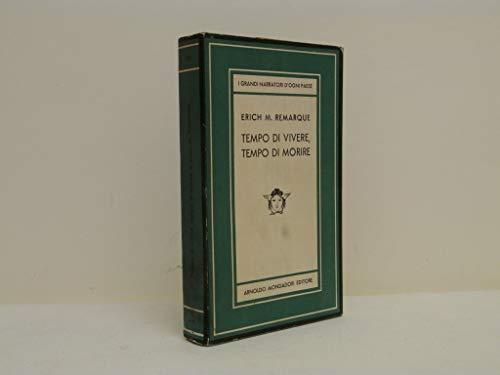 I GRANDI NARRATORI D'OGNI PAESE
ERICH M. REMARQUE
TEMPO DI VIVERE,
TEMPO DI MORIRE
ARNOLDO MONDADORI EDITORE